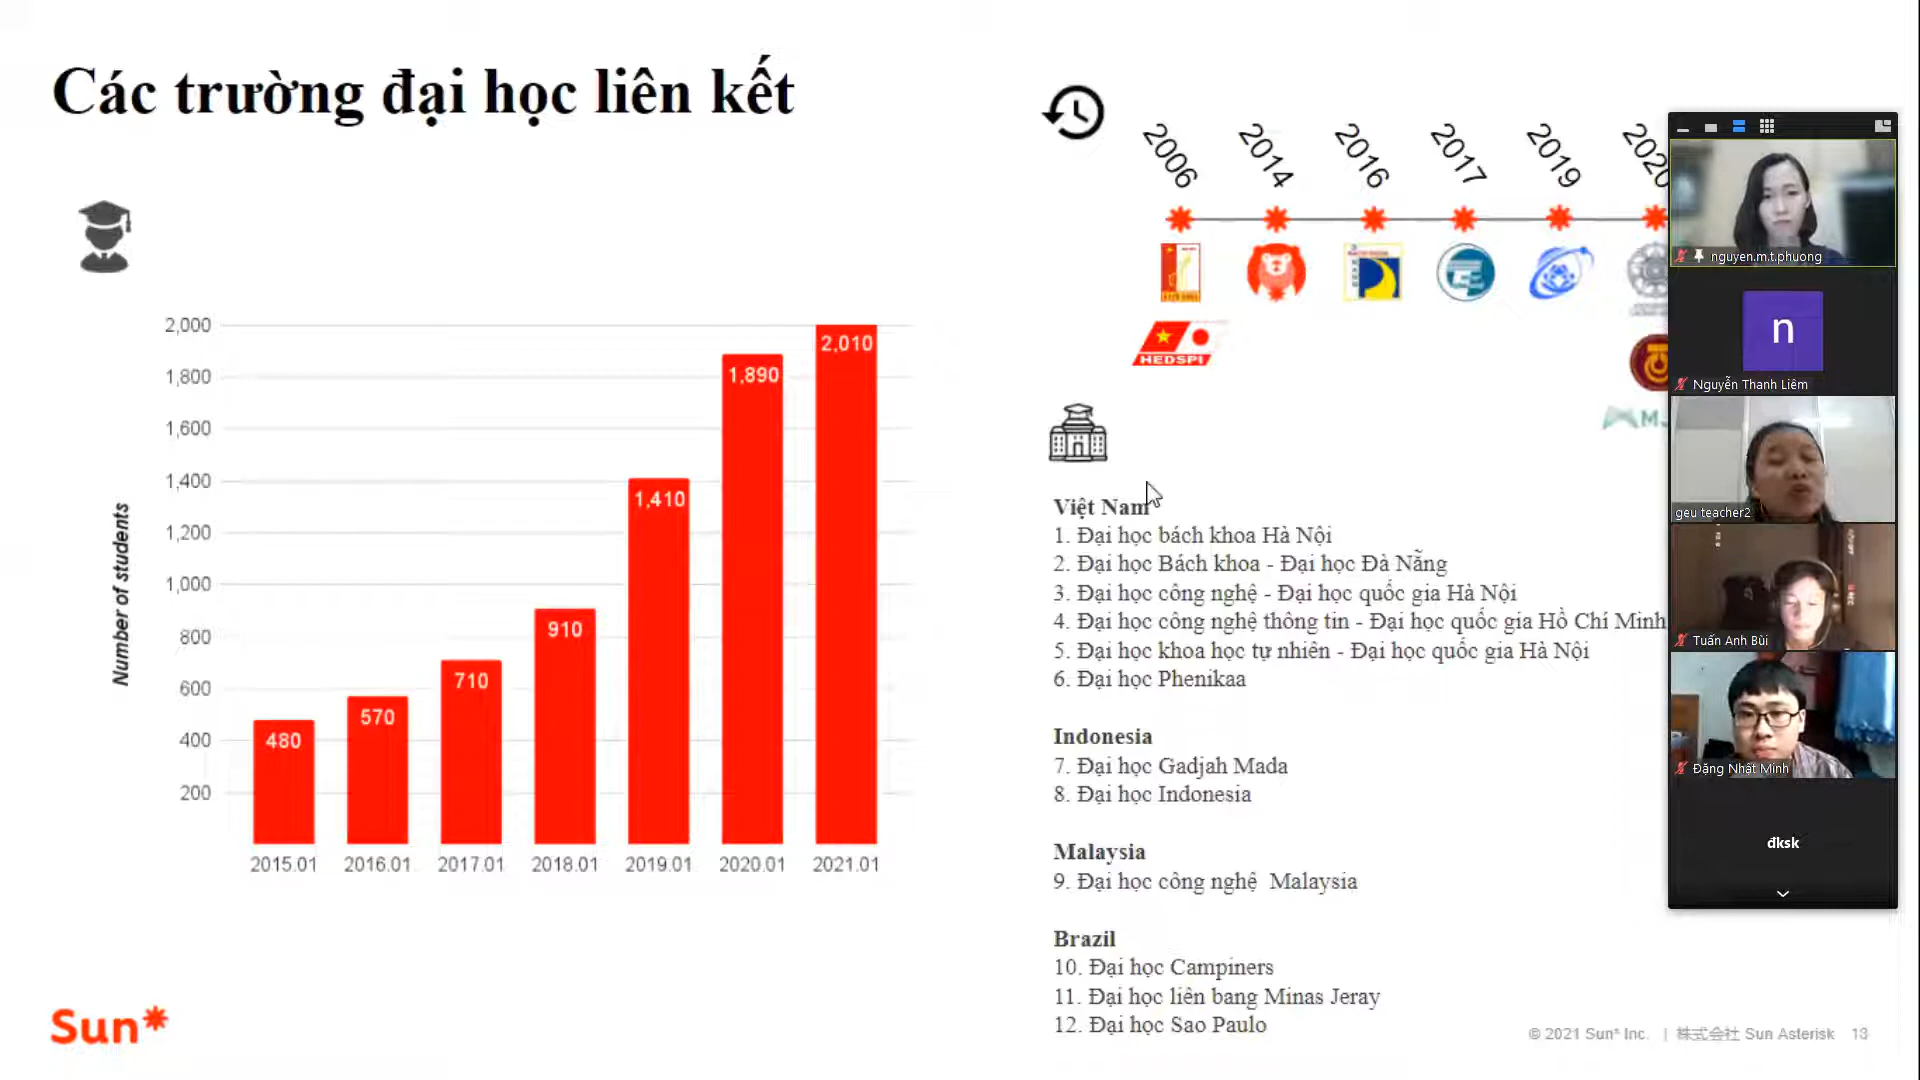 Các trường đại học liên kết
2006
2014
2016
2017
2019
2020
HEDSPI
2,000
1,800
1,600
1,400
1,200
1,000
800
600
400
200
Number of students
480
570
710
910
1,410
1,890
2,010
2015.01
2016.01
2017.01
2018.01
2019.01
2020.01
2021.01
Việt Nam
1. Đại học bách khoa Hà Nội
2. Đại học Bách khoa - Đại học Đà Nẵng
3. Đại học công nghệ - Đại học quốc gia Hà Nội
4. Đại học công nghệ thông tin - Đại học quốc gia Hồ Chí Minh
5. Đại học khoa học tự nhiên - Đại học quốc gia Hà Nội
6. Đại học Phenikaa
Indonesia
7. Đại học Gadjah Mada
8. Đại học Indonesia
Malaysia
9. Đại học công nghệ Malaysia
Brazil
10. Đại học Campiners
11. Đại học liên bang Minas Jeray
12. Đại học Sao Paulo
Sun*
© 2021 Sun* Inc. | 株式会社 Sun Asterisk 13
nguyen.m.t.phuong
n
Nguyễn Thanh Liêm
geu teacher2
Tuấn Anh Bùi
Đặng Nhất Minh
đksk